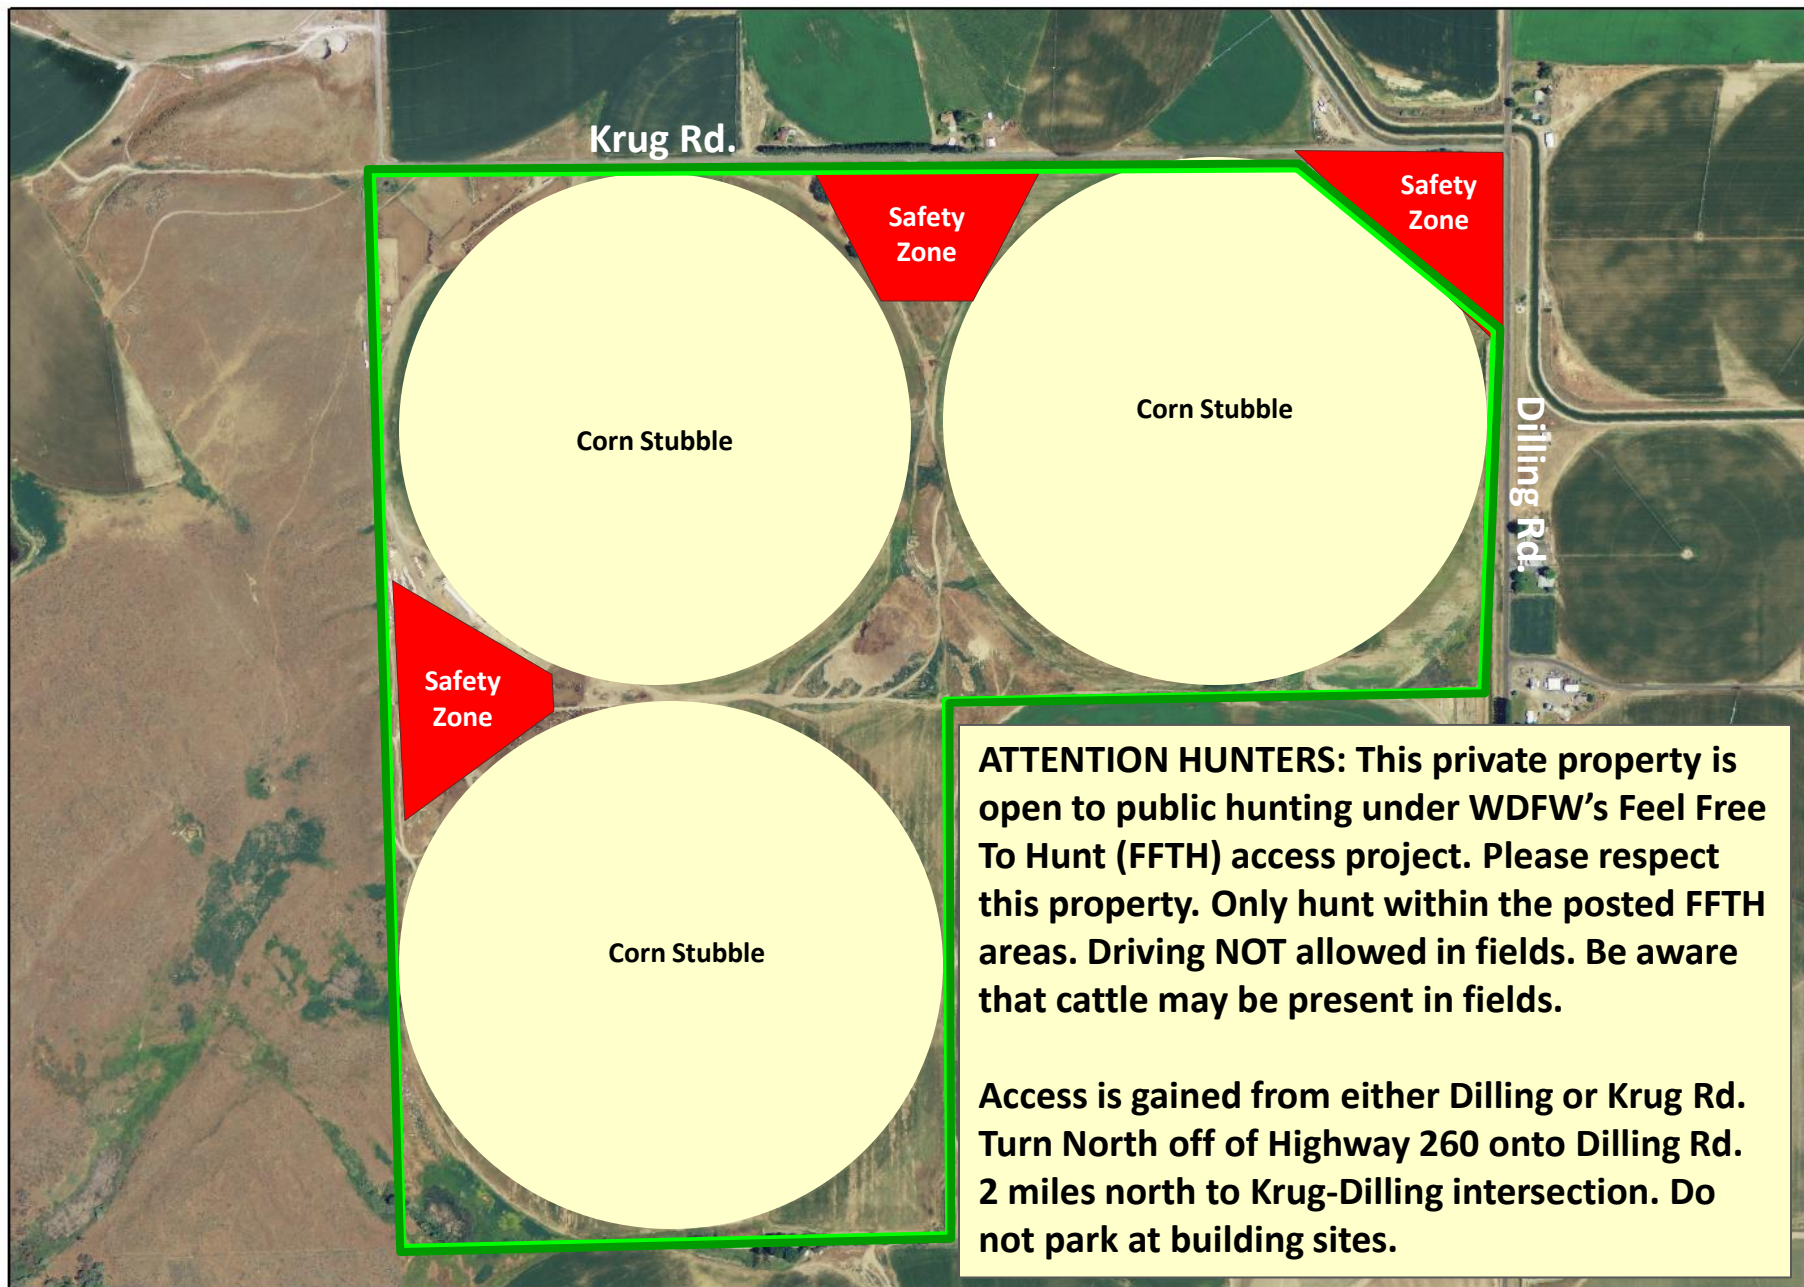 Krug Rd.
Safety
Zone
Safety
Zone
Corn Stubble
Corn Stubble
Dilling Rd.
Safety
Zone
Corn Stubble
ATTENTION HUNTERS: This private property is
open to public hunting under WDFW’s Feel Free
To Hunt (FFTH) access project. Please respect
this property. Only hunt within the posted FFTH
areas. Driving NOT allowed in fields. Be aware
that cattle may be present in fields.
Access is gained from either Dilling or Krug Rd.
Turn North off of Highway 260 onto Dilling Rd.
2 miles north to Krug-Dilling intersection. Do
not park at building sites.